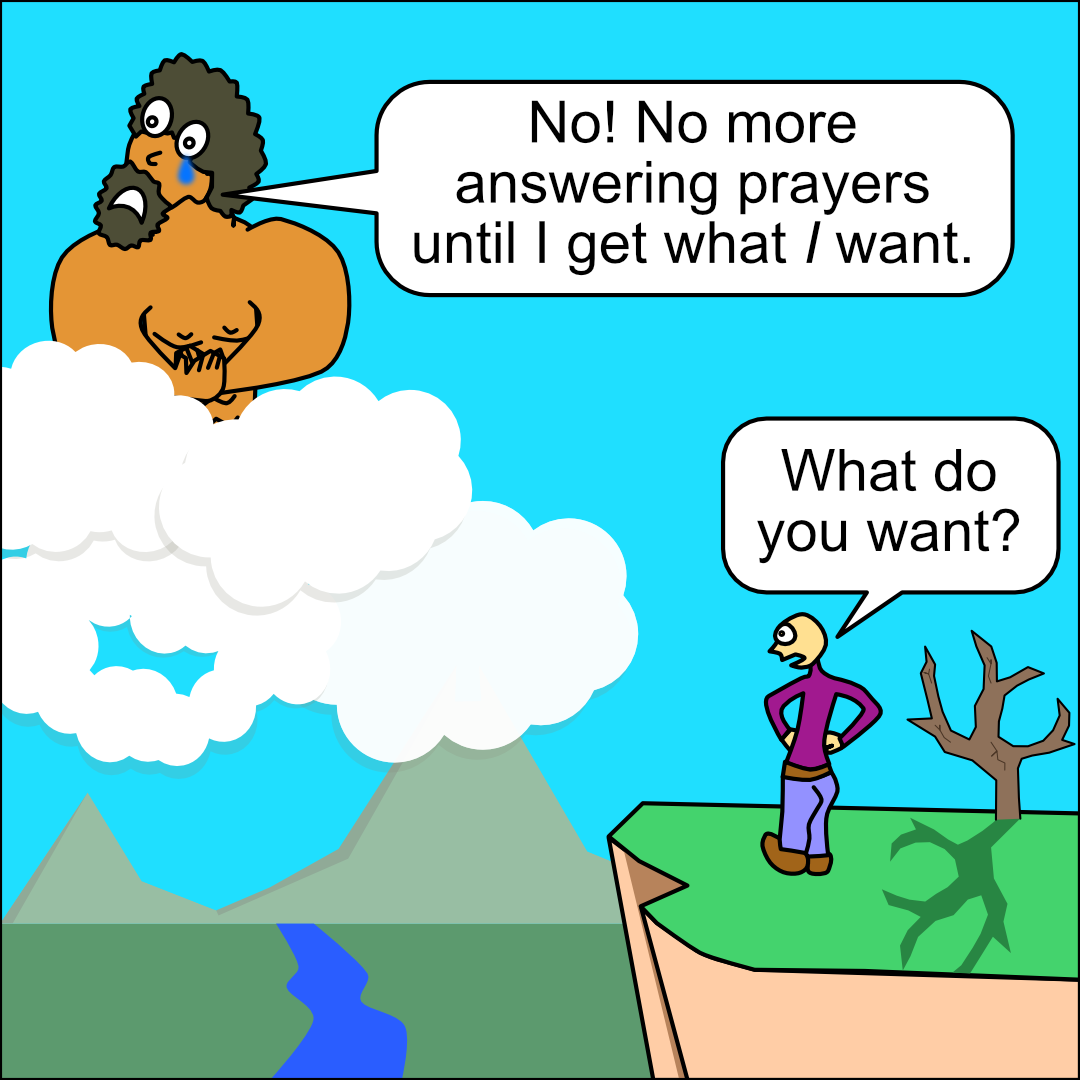 No! No more
answering prayers
until I get what I want.
What do
you want?